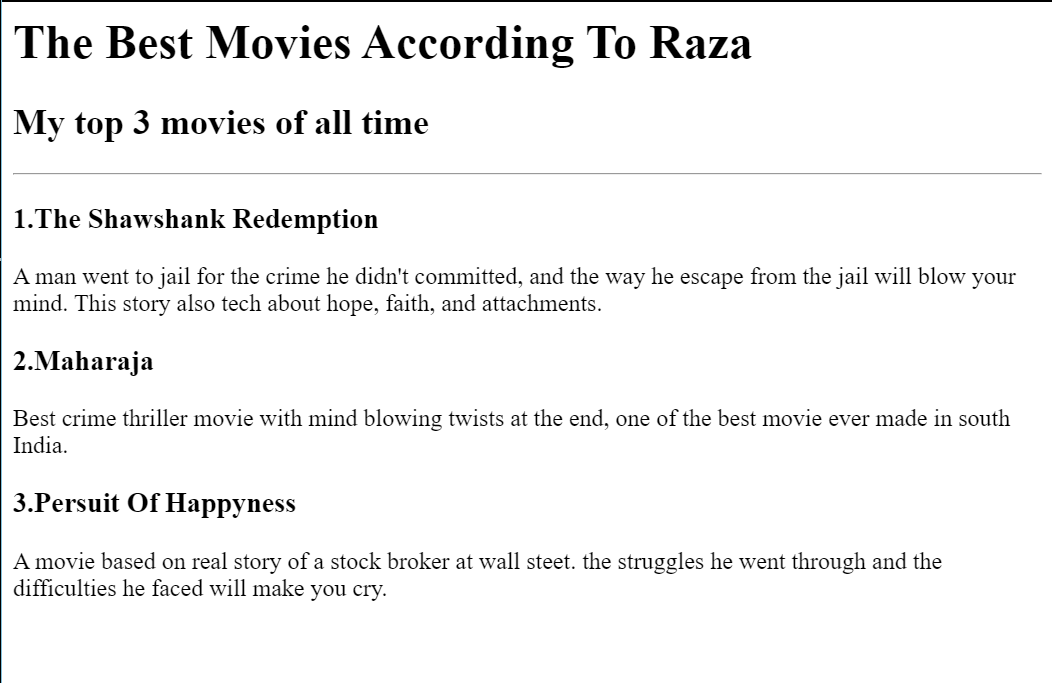 The Best Movies According To Raza
My top 3 movies of all time
1.The Shawshank Redemption
A man went to jail for the crime he didn't committed, and the way he escape from the jail will blow your
mind. This story also tech about hope, faith, and attachments.
2.Maharaja
Best crime thriller movie with mind blowing twists at the end, one of the best movie ever made in south
India.
3.Persuit Of Happyness
A movie based on real story of a stock broker at wall steet. the struggles he went through and the
difficulties he faced will make you cry.